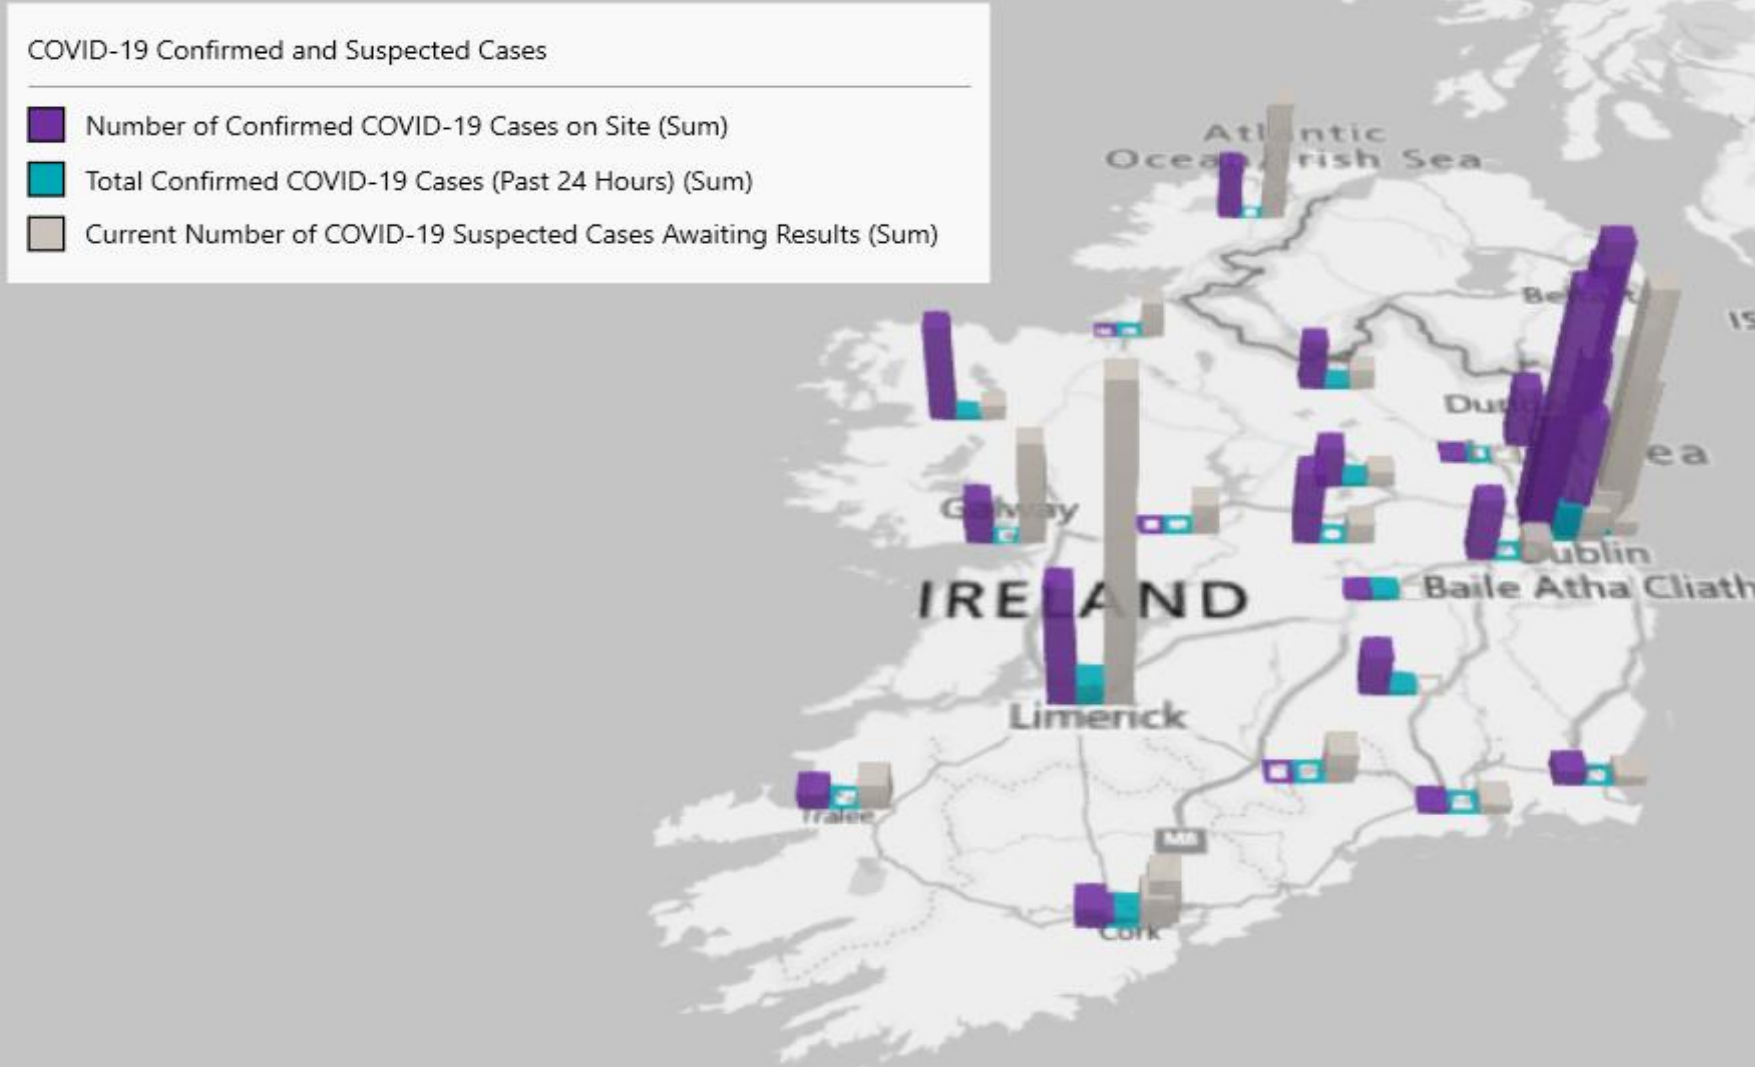 COVID-19 Confirmed and Suspected Cases
Number of Confirmed COVID-19 Cases on Site (Sum)
Total Confirmed COVID-19 Cases (Past 24 Hours) (Sum)
Current Number of COVID-19 Suspected Cases Awaiting Results (Sum)
Atlantic
Ocean / Irish Sea
Galway
IRELAND
Dublin
Baile Atha Cliath
Limerick
Tralee
Cork